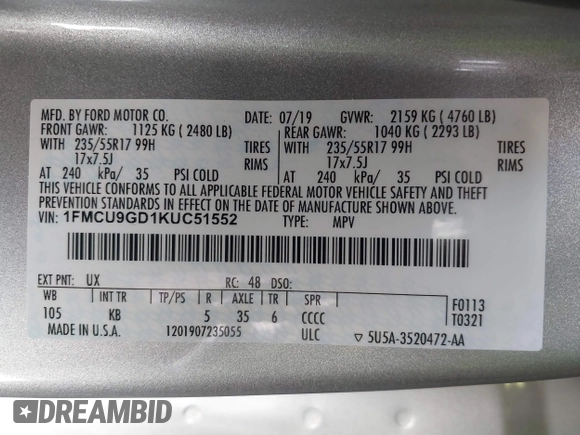 MFD. BY FORD MOTOR CO. DATE: 07/19 GVWR: 2159 KG ( 4760 LB)
FRONT GAWR: 1125 KG ( 2480 LB) REAR GAWR: 1040 KG ( 2293 LB)
WITH 235/55R17 99H TIRES WITH 235/55R17 99H TIRES
17x7.5J RIMS 17x7.5J RIMS
AT 240 kPa/ 35 PSI COLD AT 240 kPa/ 35 PSI COLD
CONFORMS TO ALL APPLICABLE FEDERAL MOTOR VEHICLE SAFETY AND THEFT
PREVENTION STANDARDS IN EFFECT ON THE DATE OF MANUFACTURE SHOWN ABOVE.
VIN: 1FMCU9GD1KUC51552 TYPE: MPV
EXT PNT: UX RC: 48 DSO:
WB INT TR TP/PS R AXLE TR SPR
F0113
105 KB 5 35 6 CCCC
T0321
MADE IN U.S.A. 1201907235055 ULC ▽ 5U5A-3520472-AA
DREAMBID